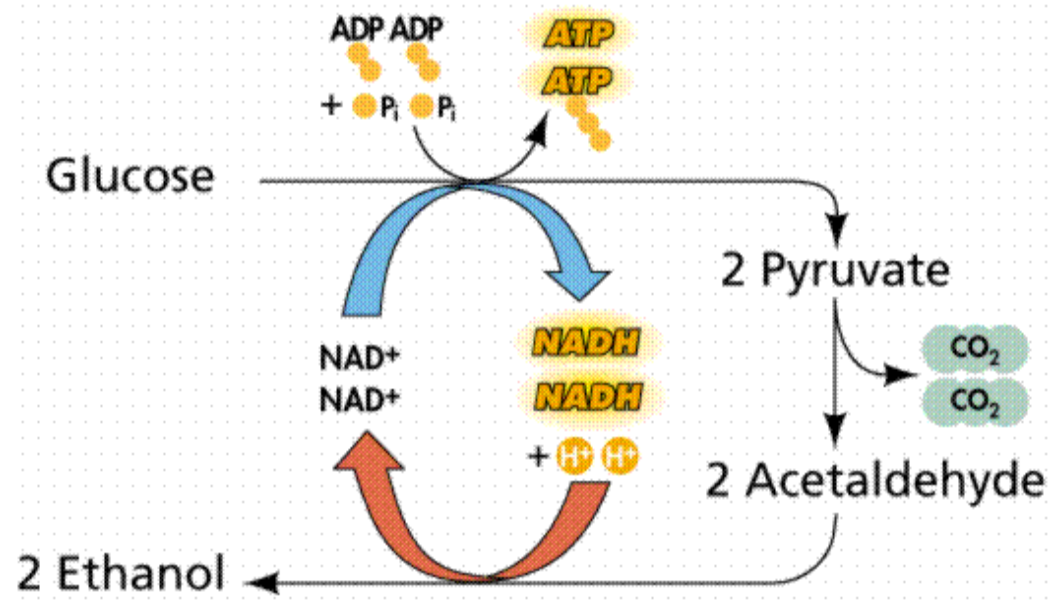 ADP ADP
+ Pᵢ Pᵢ
ATP
ATP
Glucose
2 Pyruvate
CO₂
CO₂
NAD+
NAD+
NADH
NADH
+ H+ H+
2 Acetaldehyde
2 Ethanol